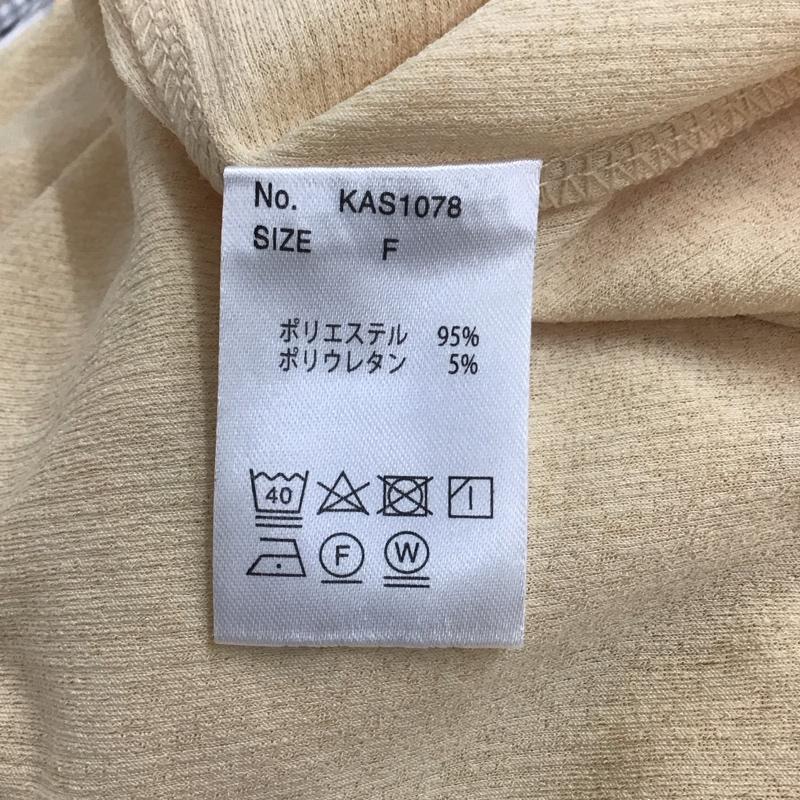 No. KAS1078
SIZE F
ポリエステル 95%
ポリウレタン 5%
40
F W